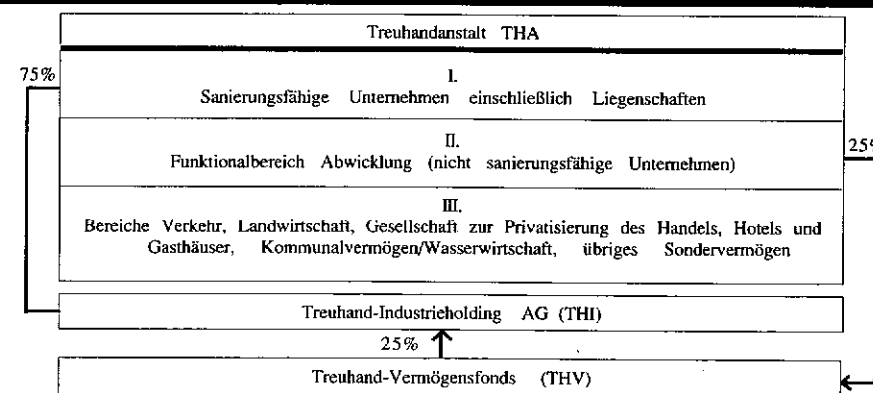 Treuhandanstalt THA
75%
I.
Sanierungsfähige Unternehmen einschließlich Liegenschaften
II.
Funktionalbereich Abwicklung (nicht sanierungsfähige Unternehmen)
25%
III.
Bereiche Verkehr, Landwirtschaft, Gesellschaft zur Privatisierung des Handels, Hotels und
Gasthäuser, Kommunalvermögen/Wasserwirtschaft, übriges Sondervermögen
Treuhand-Industrieholding AG (THI)
25%
Treuhand-Vermögensfonds (THV)